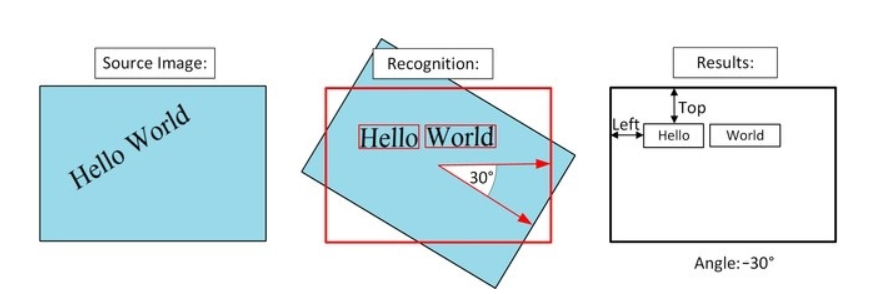 Source Image:
Hello World
Recognition:
Hello World
30°
Results:
Top
Left
Hello World
Angle:-30°